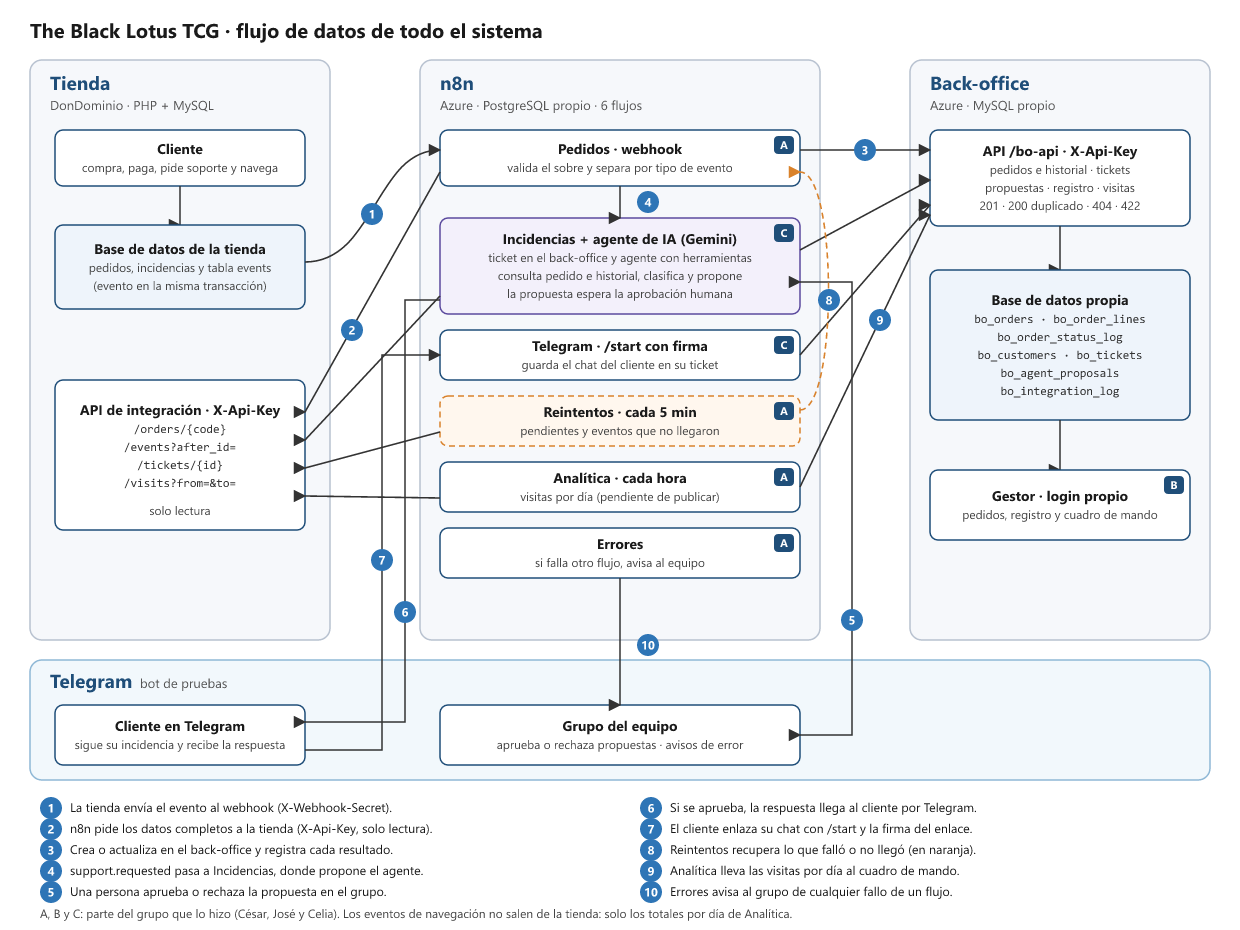 The Black Lotus TCG · flujo de datos de todo el sistema
Tienda
DonDominio · PHP + MySQL
Cliente
compra, paga, pide soporte y navega
Base de datos de la tienda
pedidos, incidencias y tabla events
(evento en la misma transacción)
API de integración · X-Api-Key
/orders/{code}
/events?after_id=
/tickets/{id}
/visits?from=&to=
solo lectura
1
2
7
6
n8n
Azure · PostgreSQL propio · 6 flujos
Pedidos · webhook
A
valida el sobre y separa por tipo de evento
4
Incidencias + agente de IA (Gemini)
C
ticket en el back-office y agente con herramientas
consulta pedido e historial, clasifica y propone
la propuesta espera la aprobación humana
Telegram · /start con firma
C
guarda el chat del cliente en su ticket
Reintentos · cada 5 min
A
pendientes y eventos que no llegaron
Analítica · cada hora
A
visitas por día (pendiente de publicar)
Errores
A
si falla otro flujo, avisa al equipo
10
3
8
9
5
Back-office
Azure · MySQL propio
API /bo-api · X-Api-Key
pedidos e historial · tickets
propuestas · registro · visitas
201 · 200 duplicado · 404 · 422
Base de datos propia
bo_orders · bo_order_lines
bo_order_status_log
bo_customers · bo_tickets
bo_agent_proposals
bo_integration_log
Gestor · login propio
B
pedidos, registro y cuadro de mando
Telegram bot de pruebas
Cliente en Telegram
sigue su incidencia y recibe la respuesta
Grupo del equipo
aprueba o rechaza propuestas · avisos de error
1 La tienda envía el evento al webhook (X-Webhook-Secret).
2 n8n pide los datos completos a la tienda (X-Api-Key, solo lectura).
3 Crea o actualiza en el back-office y registra cada resultado.
4 support.requested pasa a Incidencias, donde propone el agente.
5 Una persona aprueba o rechaza la propuesta en el grupo.
6 Si se aprueba, la respuesta llega al cliente por Telegram.
7 El cliente enlaza su chat con /start y la firma del enlace.
8 Reintentos recupera lo que falló o no llegó (en naranja).
9 Analítica lleva las visitas por día al cuadro de mando.
10 Errores avisa al grupo de cualquier fallo de un flujo.
A, B y C: parte del grupo que lo hizo (César, José y Celia). Los eventos de navegación no salen de la tienda: solo los totales por día de Analítica.